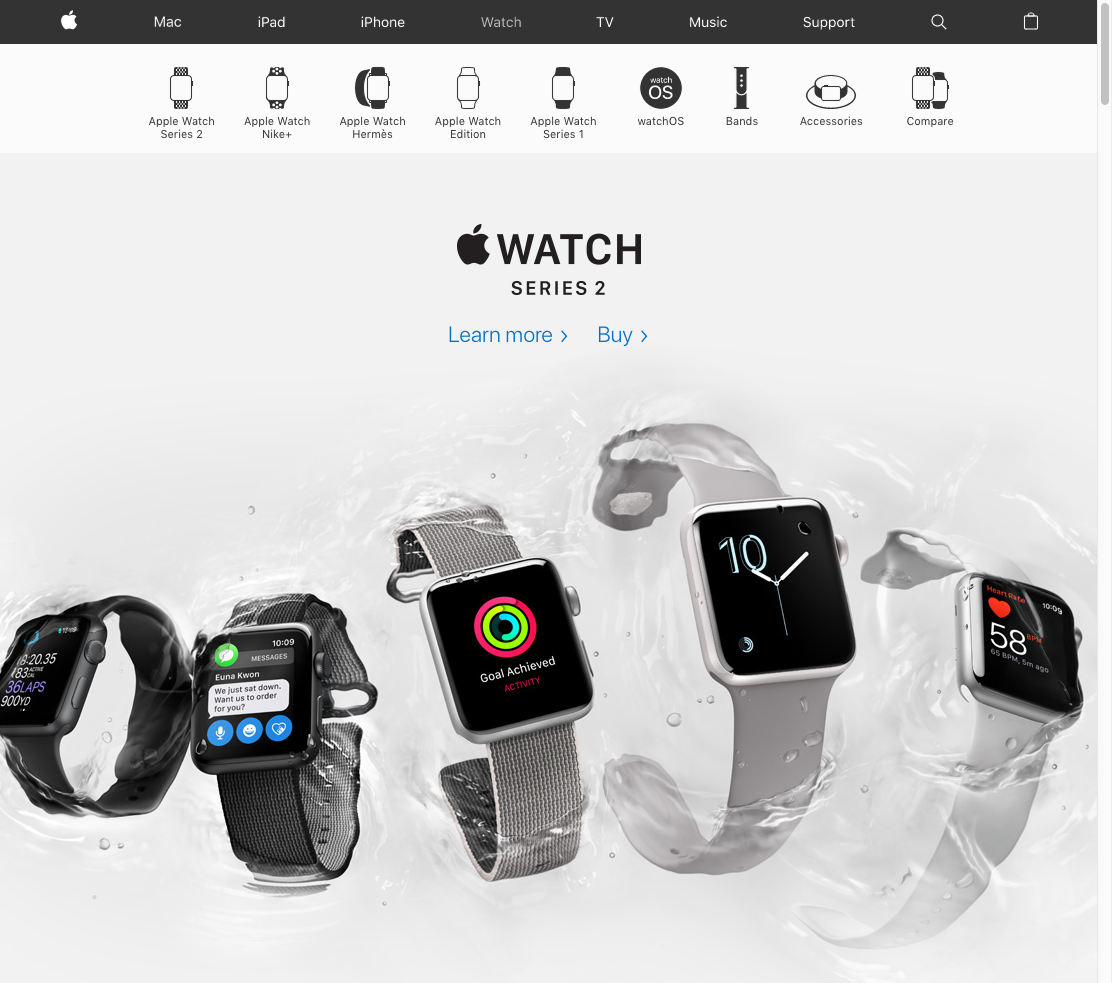 Mac iPad iPhone Watch TV Music Support
Apple Watch
Series 2
Apple Watch
Nike+
Apple Watch
Hermès
Apple Watch
Edition
Apple Watch
Series 1
watch
OS
watchOS
Bands
Accessories
Compare
WATCH
SERIES 2
Learn more › Buy ›
8:20.35
83 ACTIVE
CAL
36LAPS
900YD
10:09
MESSAGES
Euna Kwon
We just sat down.
Want us to order
for you?
Goal Achieved
ACTIVITY
10
Heart Rate
10:09
58 BPM
65 BPM, 5m ago